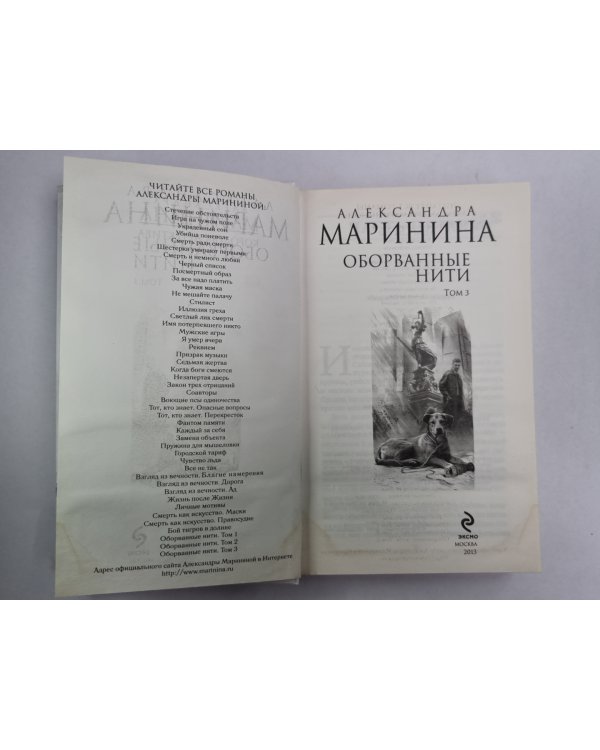 ЧИТАЙТЕ ВСЕ РОМАНЫ
АЛЕКСАНДРЫ МАРИНИНОЙ:
Стечение обстоятельств
Игра на чужом поле
Украденный сон
Убийца поневоле
Смерть ради смерти
Шестерки умирают первыми
Смерть и немного любви
Черный список
Посмертный образ
За все надо платить
Чужая маска
Не мешайте палачу
Стилист
Иллюзия греха
Светлый лик смерти
Имя потерпевшего никто
Мужские игры
Я умер вчера
Реквием
Призрак музыки
Седьмая жертва
Когда боги смеются
Незапертая дверь
Закон трех отрицаний
Соавторы
Воющие псы одиночества
Тот, кто знает. Опасные вопросы
Тот, кто знает. Перекресток
Фантом памяти
Каждый за себя
Замена объекта
Пружина для мышеловки
Городской тариф
Чувство льда
Все не так
Взгляд из вечности. Благие намерения
Взгляд из вечности. Дорога
Взгляд из вечности. Ад
Жизнь после Жизни
Личные мотивы
Смерть как искусство. Маски
Смерть как искусство. Правосудие
Бой тигров в долине
Оборванные нити. Том 1
Оборванные нити. Том 2
Оборванные нити. Том 3
Адрес официального сайта Александры Марининой в Интернете
http://www.marinina.ru
АЛЕКСАНДРА
МАРИНИНА
ОБОРВАННЫЕ
НИТИ
Том 3
ЭКСМО
МОСКВА
2013